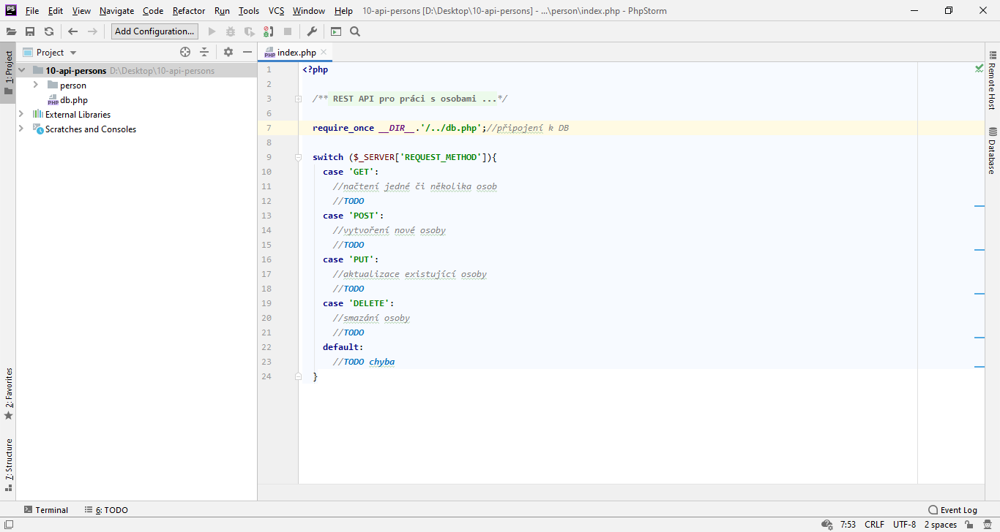 PS File Edit View Navigate Code Refactor Run Tools VCS Window Help 10-api-persons [D:\Desktop\10-api-persons] - ...\person\index.php - PhpStorm
Add Configuration...
1: Project
Project
index.php
10-api-persons D:\Desktop\10-api-persons
person
db.php
External Libraries
Scratches and Consoles
1 <?php
2
3 /** REST API pro práci s osobami ...*/
6
7 require_once __DIR__.'/../db.php';//připojení k DB
8
9 switch ($_SERVER['REQUEST_METHOD']){
10 case 'GET':
11 //načtení jedné či několika osob
12 //TODO
13 case 'POST':
14 //vytvoření nové osoby
15 //TODO
16 case 'PUT':
17 //aktualizace existující osoby
18 //TODO
19 case 'DELETE':
20 //smazání osoby
21 //TODO
22 default:
23 //TODO chyba
24 }
Remote Host
Database
2: Favorites
7: Structure
Terminal 6: TODO Event Log
7:53 CRLF UTF-8 2 spaces